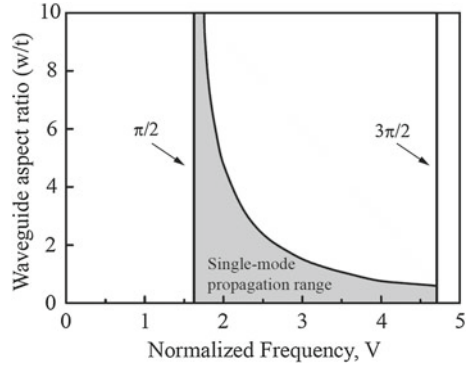 10
8
6
4
2
0
Waveguide aspect ratio (w/t)
π/2
3π/2
Single-mode
propagation range
0 1 2 3 4 5
Normalized Frequency, V